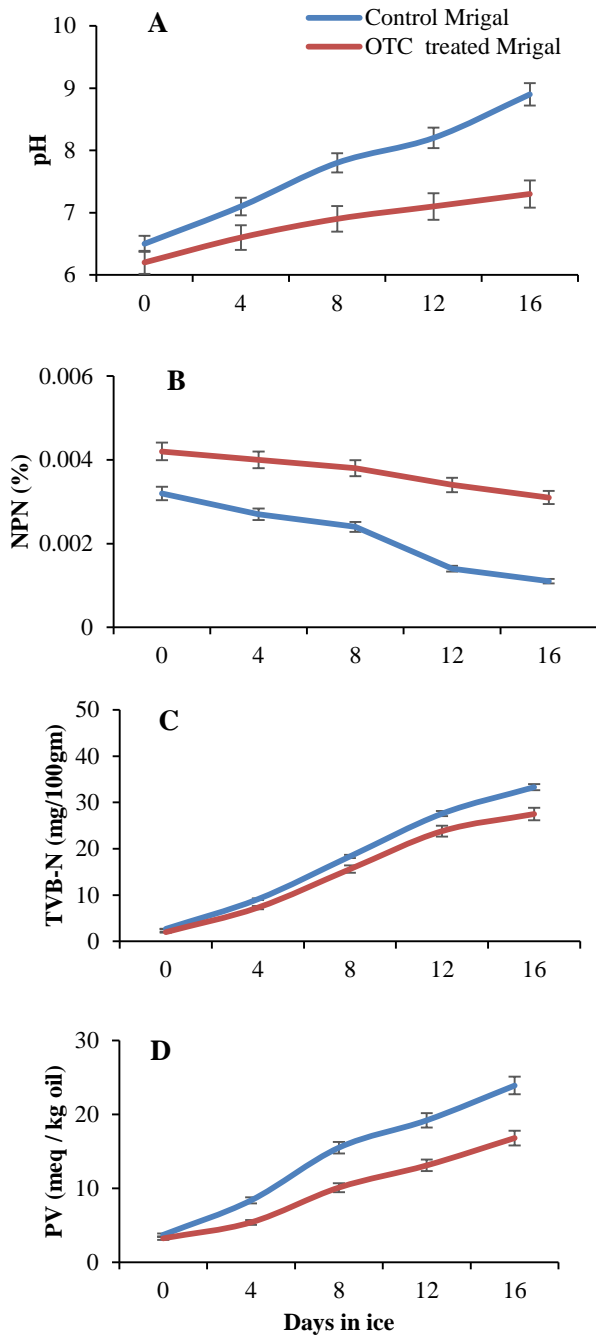 A
Control Mrigal
OTC treated Mrigal
10
9
8
7
6
pH
0 4 8 12 16
B
0.006
0.004
0.002
0
NPN (%)
0 4 8 12 16
C
50
40
30
20
10
0
TVB-N (mg/100gm)
0 4 8 12 16
D
30
20
10
0
PV (meq / kg oil)
0 4 8 12 16
Days in ice